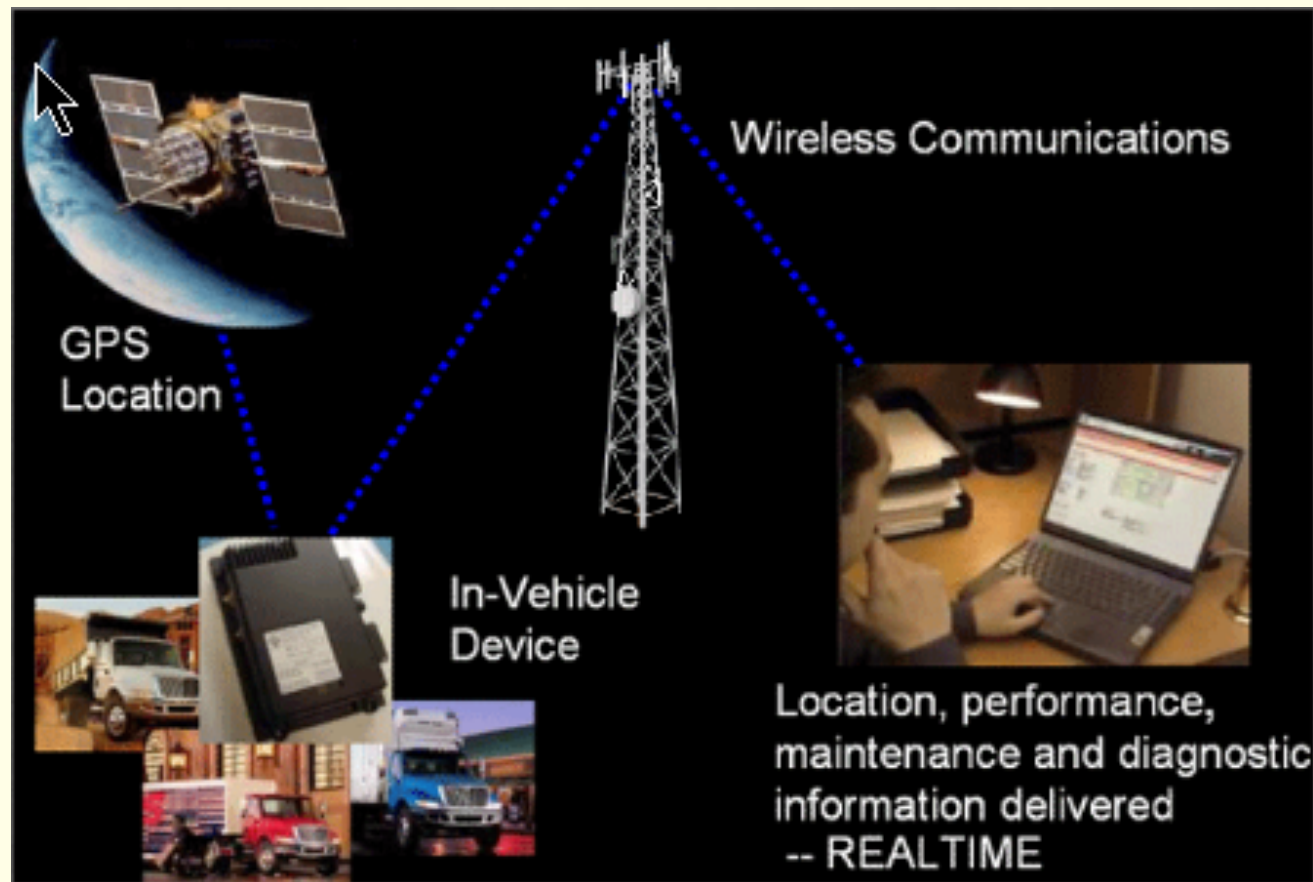 Wireless Communications
GPS
Location
In-Vehicle
Device
Location, performance,
maintenance and diagnostic
information delivered
-- REALTIME